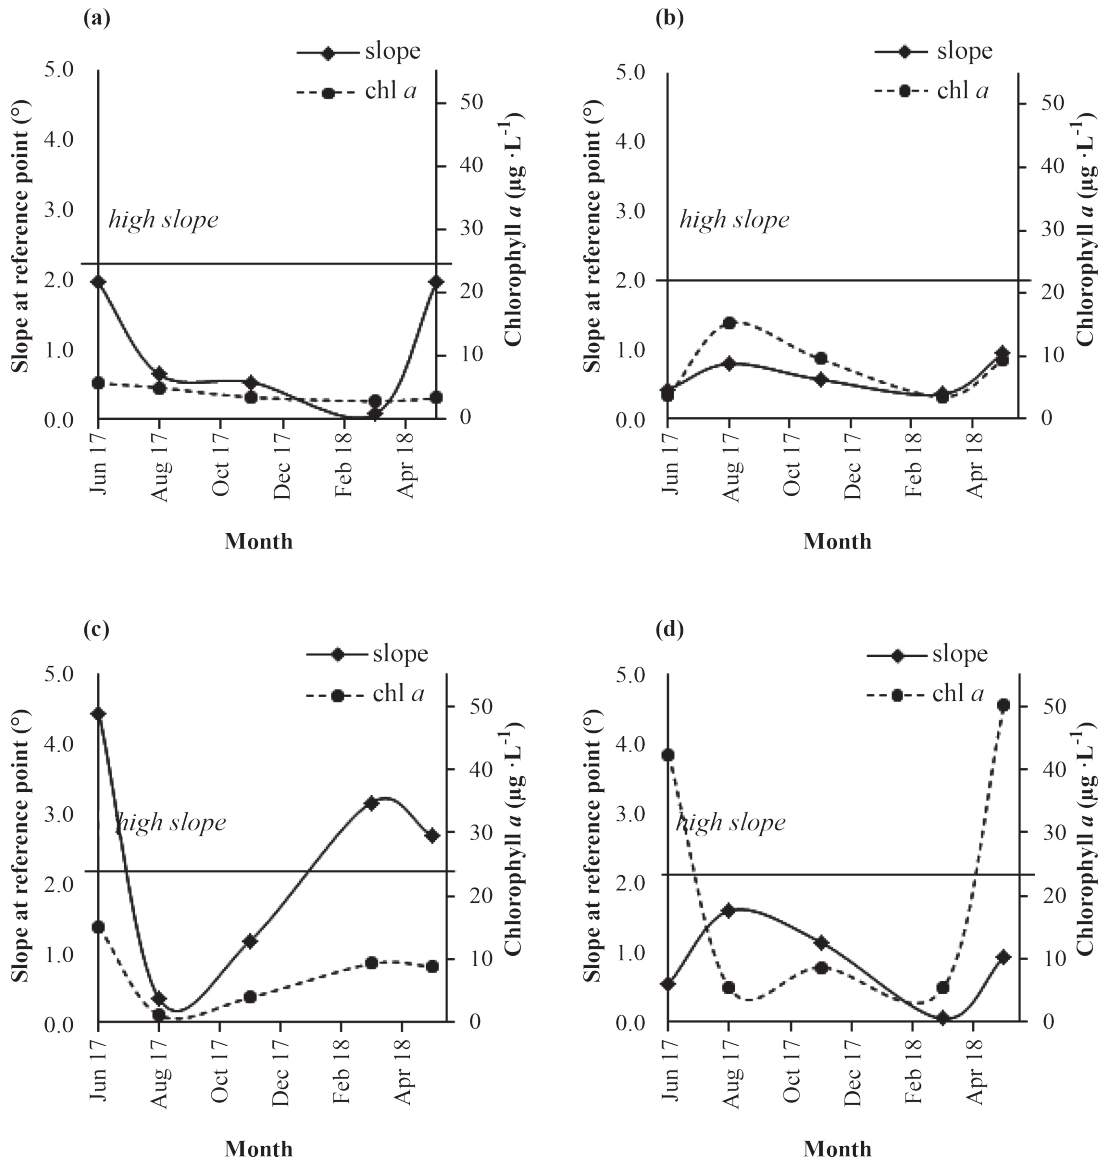 (a)
slope
chl a
5.0
4.0
3.0
2.0
1.0
0.0
Slope at reference point (°)
high slope
50
40
30
20
10
0
Chlorophyll a (µg ·L-1)
Jun 17
Aug 17
Oct 17
Dec 17
Feb 18
Apr 18
Month
(b)
slope
chl a
5.0
4.0
3.0
2.0
1.0
0.0
Slope at reference point (°)
high slope
50
40
30
20
10
0
Chlorophyll a (µg ·L-1)
Jun 17
Aug 17
Oct 17
Dec 17
Feb 18
Apr 18
Month
(c)
slope
chl a
5.0
4.0
3.0
2.0
1.0
0.0
Slope at reference point (°)
high slope
50
40
30
20
10
0
Chlorophyll a (µg ·L-1)
Jun 17
Aug 17
Oct 17
Dec 17
Feb 18
Apr 18
Month
(d)
slope
chl a
5.0
4.0
3.0
2.0
1.0
0.0
Slope at reference point (°)
high slope
50
40
30
20
10
0
Chlorophyll a (µg ·L-1)
Jun 17
Aug 17
Oct 17
Dec 17
Feb 18
Apr 18
Month